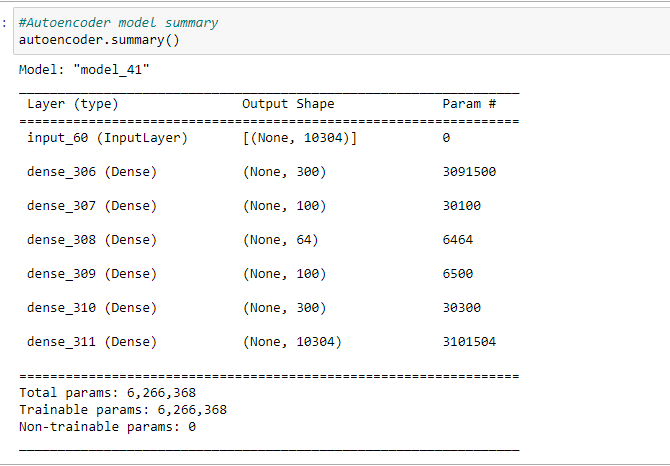 :
#Autoencoder model summary
autoencoder.summary()
Model: "model_41"
_________________________________________________________________
Layer (type) Output Shape Param #
=================================================================
input_60 (InputLayer) [(None, 10304)] 0
dense_306 (Dense) (None, 300) 3091500
dense_307 (Dense) (None, 100) 30100
dense_308 (Dense) (None, 64) 6464
dense_309 (Dense) (None, 100) 6500
dense_310 (Dense) (None, 300) 30300
dense_311 (Dense) (None, 10304) 3101504
=================================================================
Total params: 6,266,368
Trainable params: 6,266,368
Non-trainable params: 0
_________________________________________________________________